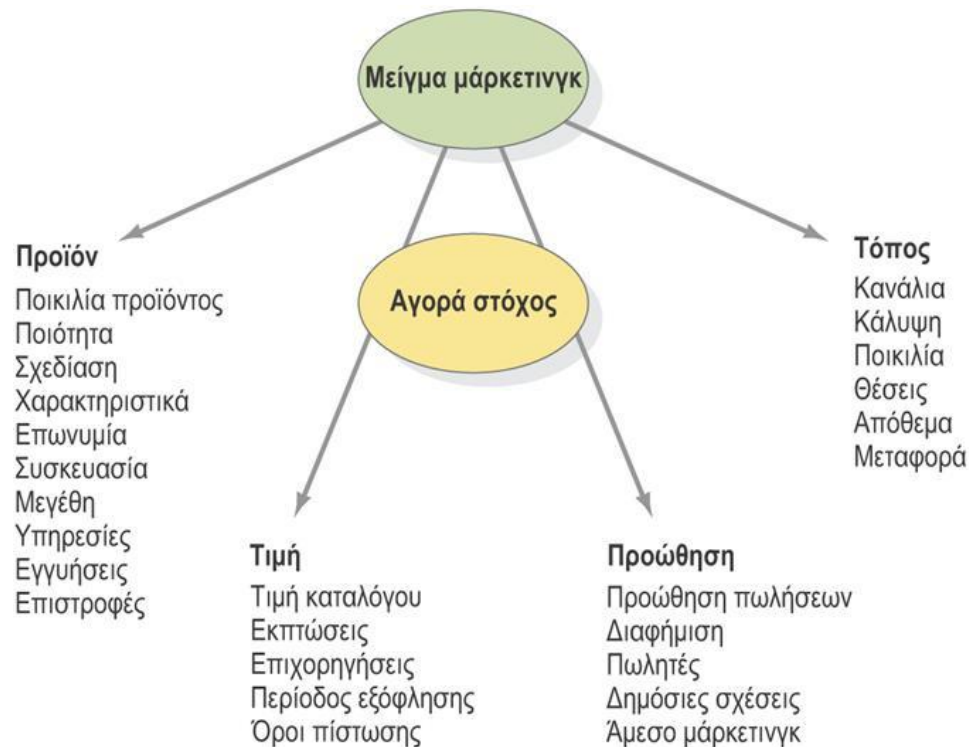 Μείγμα μάρκετινγκ
Αγορά στόχος
Προϊόν
Ποικιλία προϊόντος
Ποιότητα
Σχεδίαση
Χαρακτηριστικά
Επωνυμία
Συσκευασία
Μεγέθη
Υπηρεσίες
Εγγυήσεις
Επιστροφές
Τιμή
Τιμή καταλόγου
Εκπτώσεις
Επιχορηγήσεις
Περίοδος εξόφλησης
Όροι πίστωσης
Προώθηση
Προώθηση πωλήσεων
Διαφήμιση
Πωλητές
Δημόσιες σχέσεις
Άμεσο μάρκετινγκ
Τόπος
Κανάλια
Κάλυψη
Ποικιλία
Θέσεις
Απόθεμα
Μεταφορά